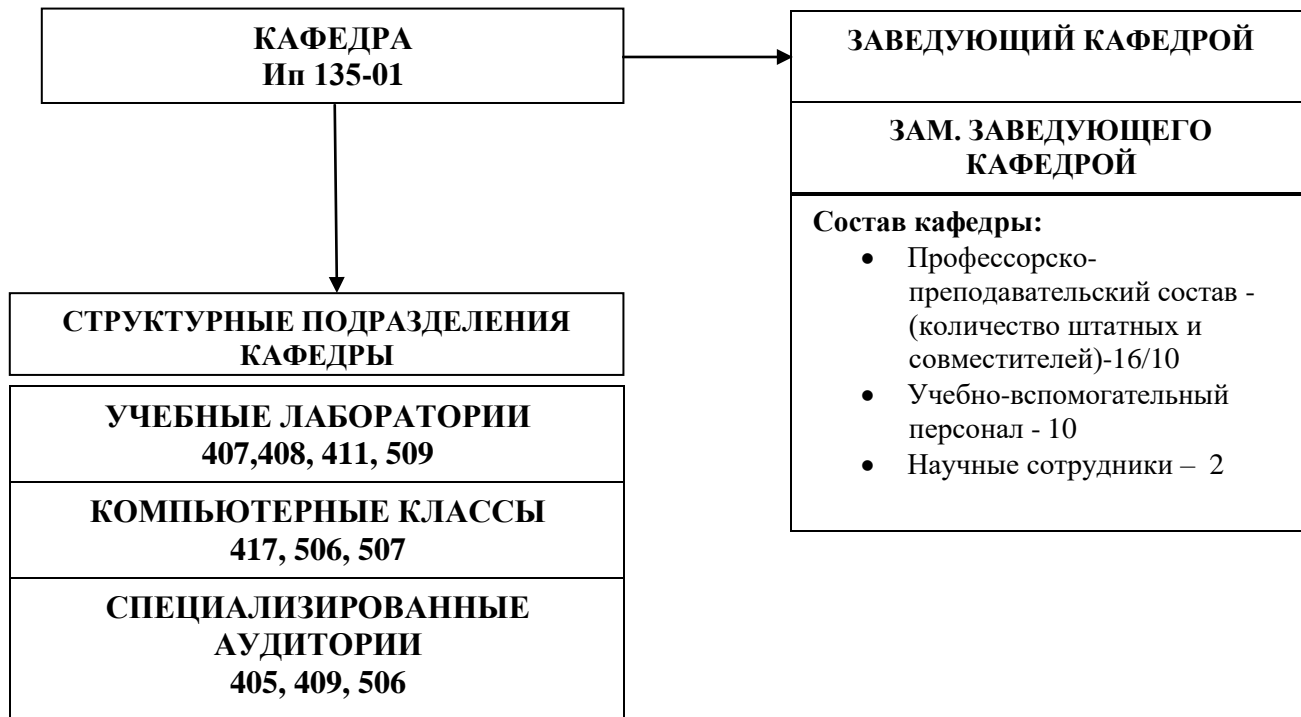 КАФЕДРА
Ип 135-01
ЗАВЕДУЮЩИЙ КАФЕДРОЙ
ЗАМ. ЗАВЕДУЮЩЕГО
КАФЕДРОЙ
Состав кафедры:
• Профессорско-
преподавательский состав -
(количество штатных и
совместителей)-16/10
• Учебно-вспомогательный
персонал - 10
• Научные сотрудники – 2
СТРУКТУРНЫЕ ПОДРАЗДЕЛЕНИЯ
КАФЕДРЫ
УЧЕБНЫЕ ЛАБОРАТОРИИ
407,408, 411, 509
КОМПЬЮТЕРНЫЕ КЛАССЫ
417, 506, 507
СПЕЦИАЛИЗИРОВАННЫЕ
АУДИТОРИИ
405, 409, 506